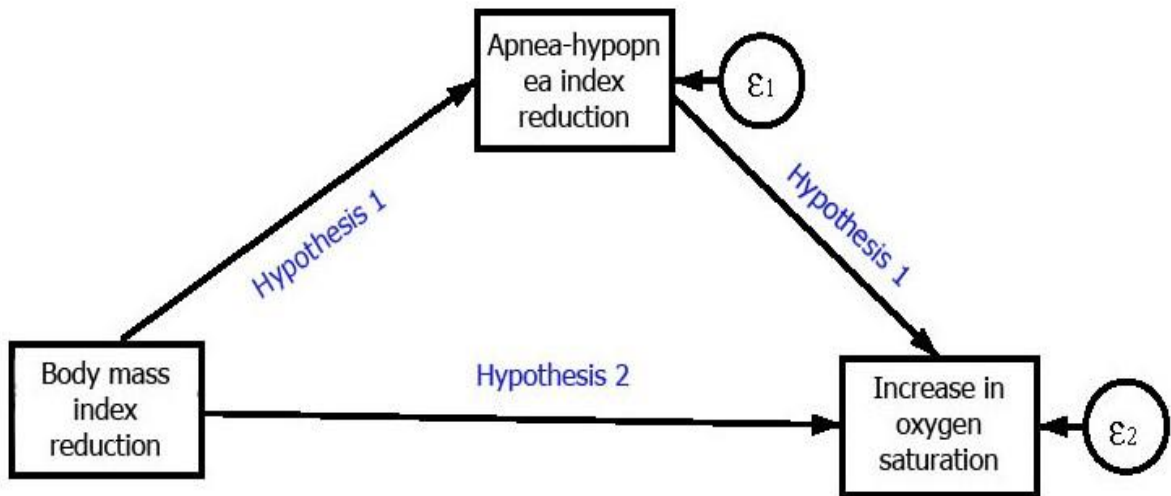 Apnea-hypopn
ea index
reduction
ε1
Hypothesis 1
Hypothesis 1
Body mass
index
reduction
Hypothesis 2
Increase in
oxygen
saturation
ε2